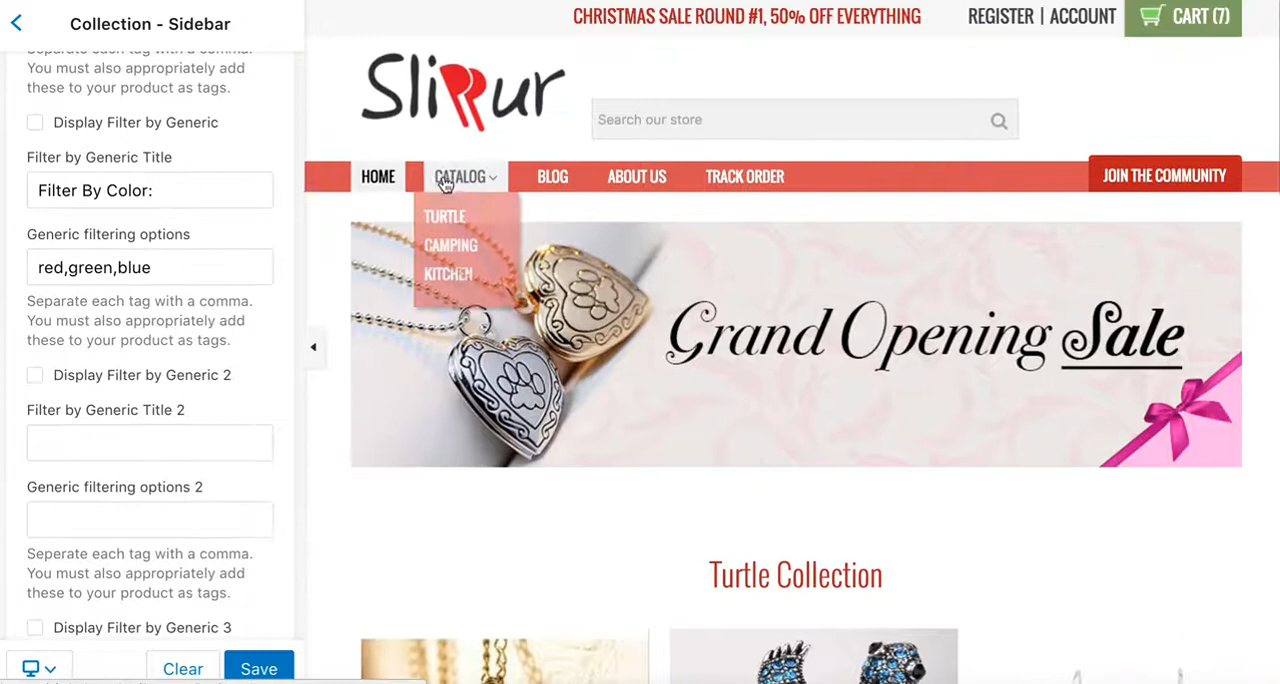 Collection - Sidebar
Separate each tag with a comma.
You must also appropriately add
these to your product as tags.
Display Filter by Generic
Filter by Generic Title
Filter By Color:
Generic filtering options
red,green,blue
Separate each tag with a comma.
You must also appropriately add
these to your product as tags.
Display Filter by Generic 2
Filter by Generic Title 2
Generic filtering options 2
Seperate each tag with a comma.
You must also appropriately add
these to your product as tags.
Display Filter by Generic 3
Clear Save
CHRISTMAS SALE ROUND #1, 50% OFF EVERYTHING REGISTER | ACCOUNT CART (7)
Slippur
Search our store
HOME CATALOG BLOG ABOUT US TRACK ORDER JOIN THE COMMUNITY
TURTLE
CAMPING
KITCHEN
Grand Opening Sale
Turtle Collection